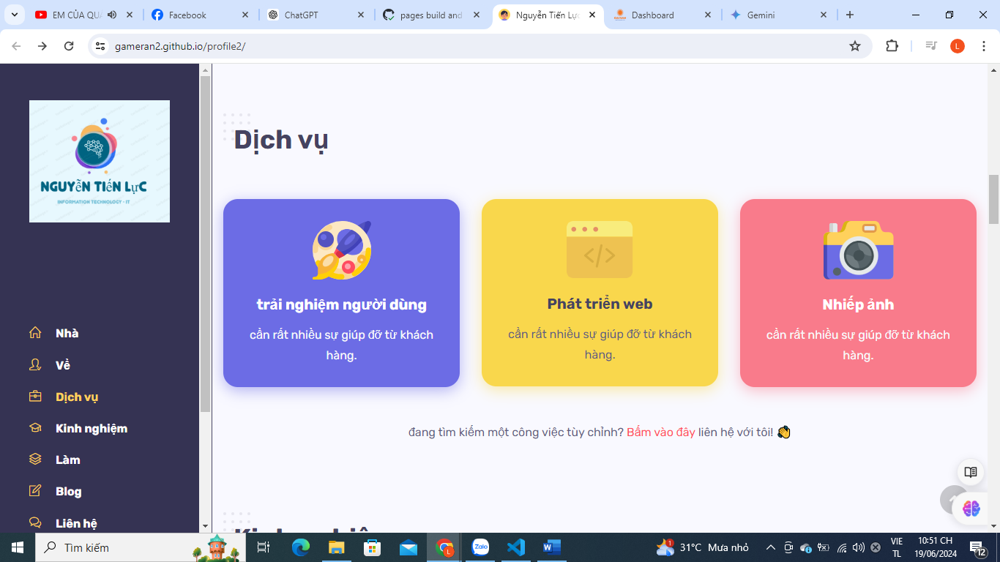 EM CỦA QUÁ
Facebook
ChatGPT
pages build and
Nguyễn Tiến Lực
Dashboard
Gemini
gameran2.github.io/profile2/
L
NGUYỄN TIẾN LỰC
INFORMATION TECHNOLOGY - IT
Nhà
Về
Dịch vụ
Kinh nghiệm
Làm
Blog
Liên hệ
Dịch vụ
trải nghiệm người dùng
cần rất nhiều sự giúp đỡ từ khách
hàng.
Phát triển web
cần rất nhiều sự giúp đỡ từ khách
hàng.
Nhiếp ảnh
cần rất nhiều sự giúp đỡ từ khách
hàng.
đang tìm kiếm một công việc tùy chỉnh? Bấm vào đây liên hệ với tôi! 👏
Tìm kiếm
L
Zalo
W
1
31°C Mưa nhỏ
VIE
TL
10:51 CH
19/06/2024
12